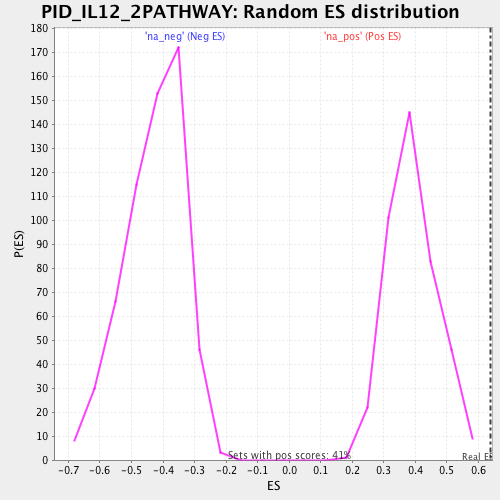 PID_IL12_2PATHWAY: Random ES distribution
'na_neg' (Neg ES) 'na_pos' (Pos ES)
180
170
160
150
140
130
120
110
100
90
80
70
60
50
40
30
20
10
0
P(ES)
Sets with pos scores: 41%
Real ES
-0.7 -0.6 -0.5 -0.4 -0.3 -0.2 -0.1 0.0 0.1 0.2 0.3 0.4 0.5 0.6
ES